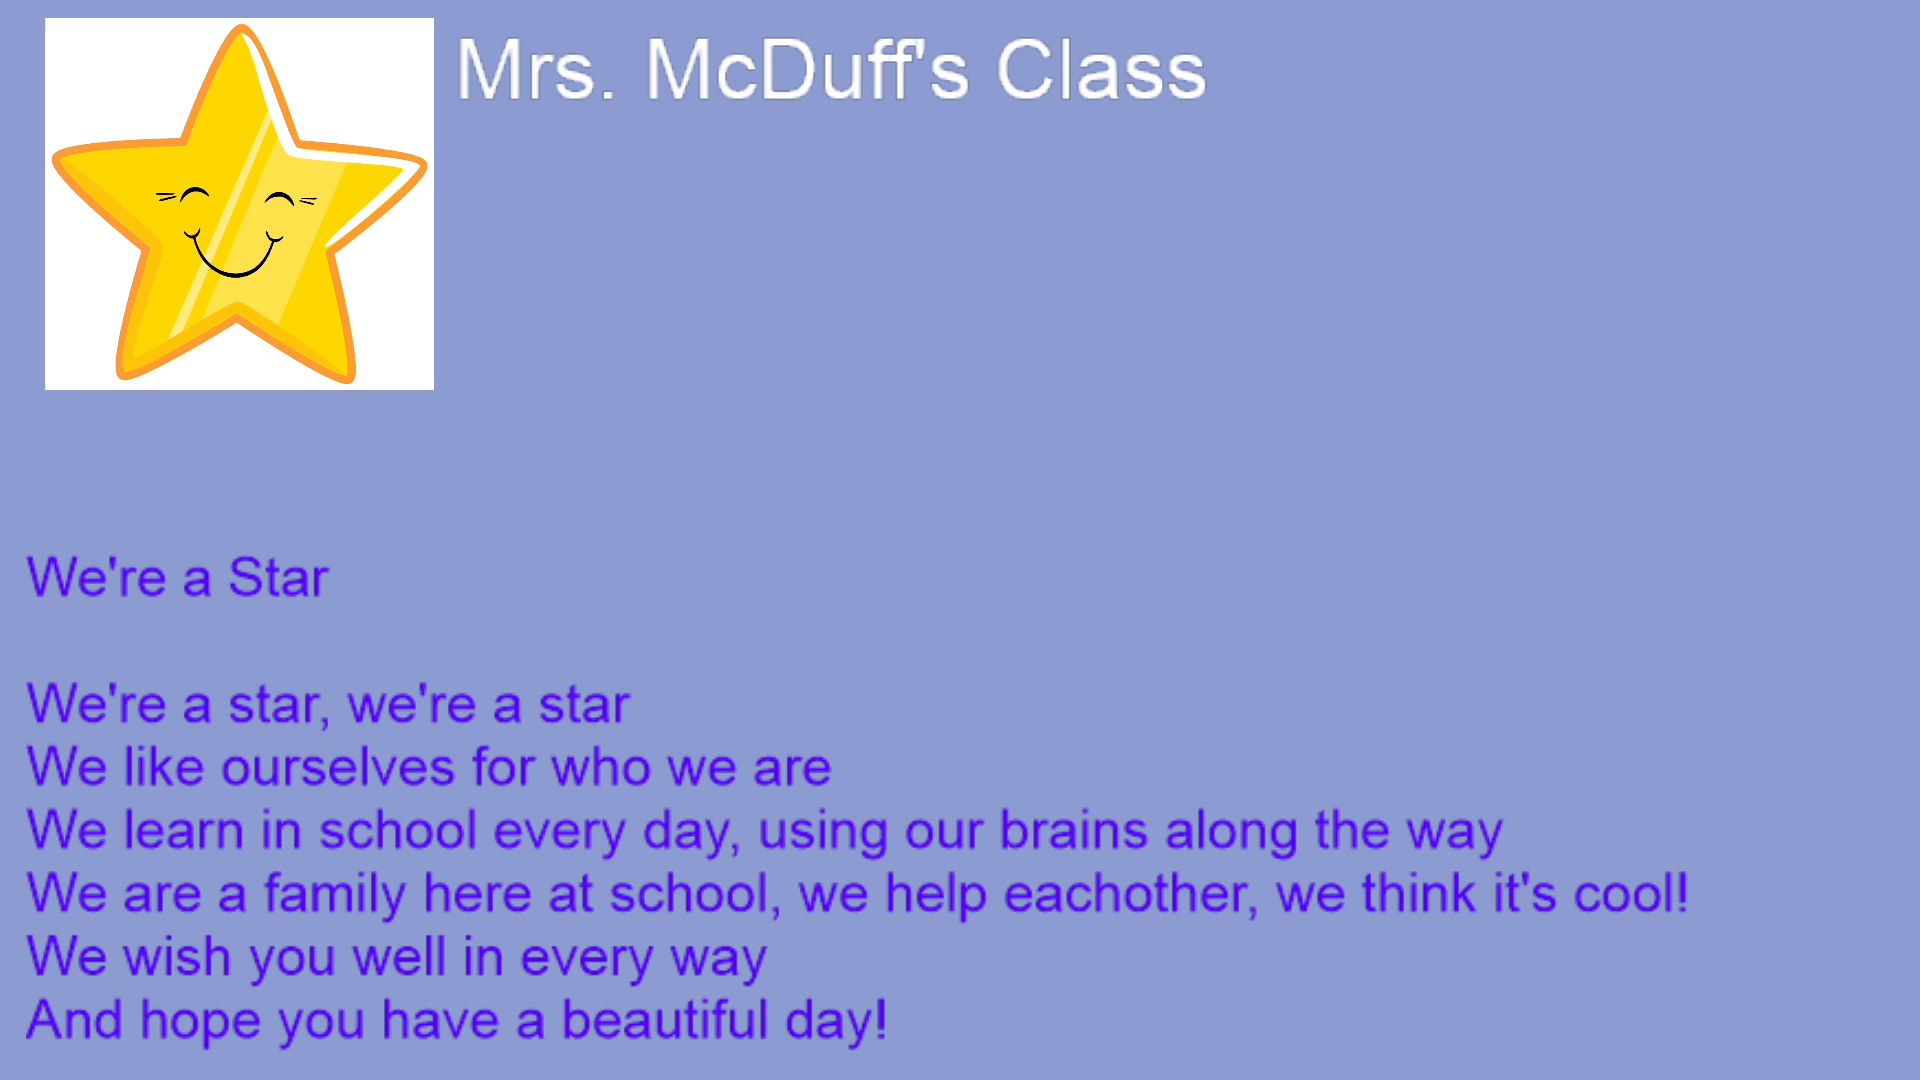 Mrs. McDuff's Class
We're a Star
We're a star, we're a star
We like ourselves for who we are
We learn in school every day, using our brains along the way
We are a family here at school, we help eachother, we think it's cool!
We wish you well in every way
And hope you have a beautiful day!